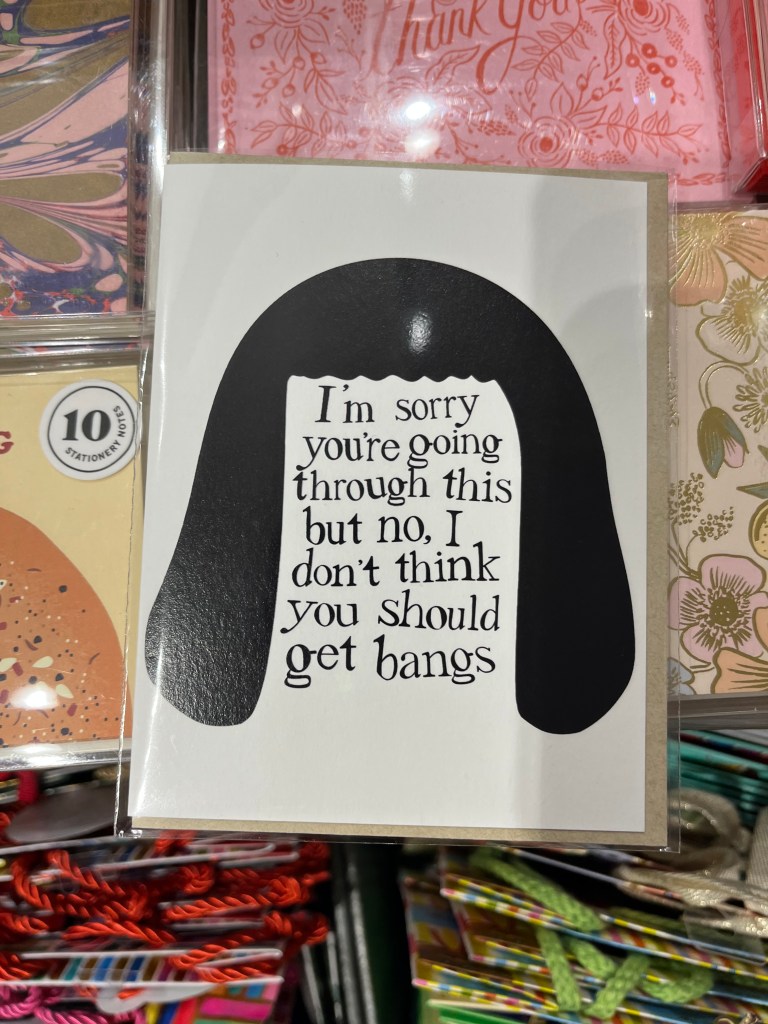 Thank You
10
STATIONERY NOTES
G
I'm sorry
you're going
through this
but no, I
don't think
you should
get bangs